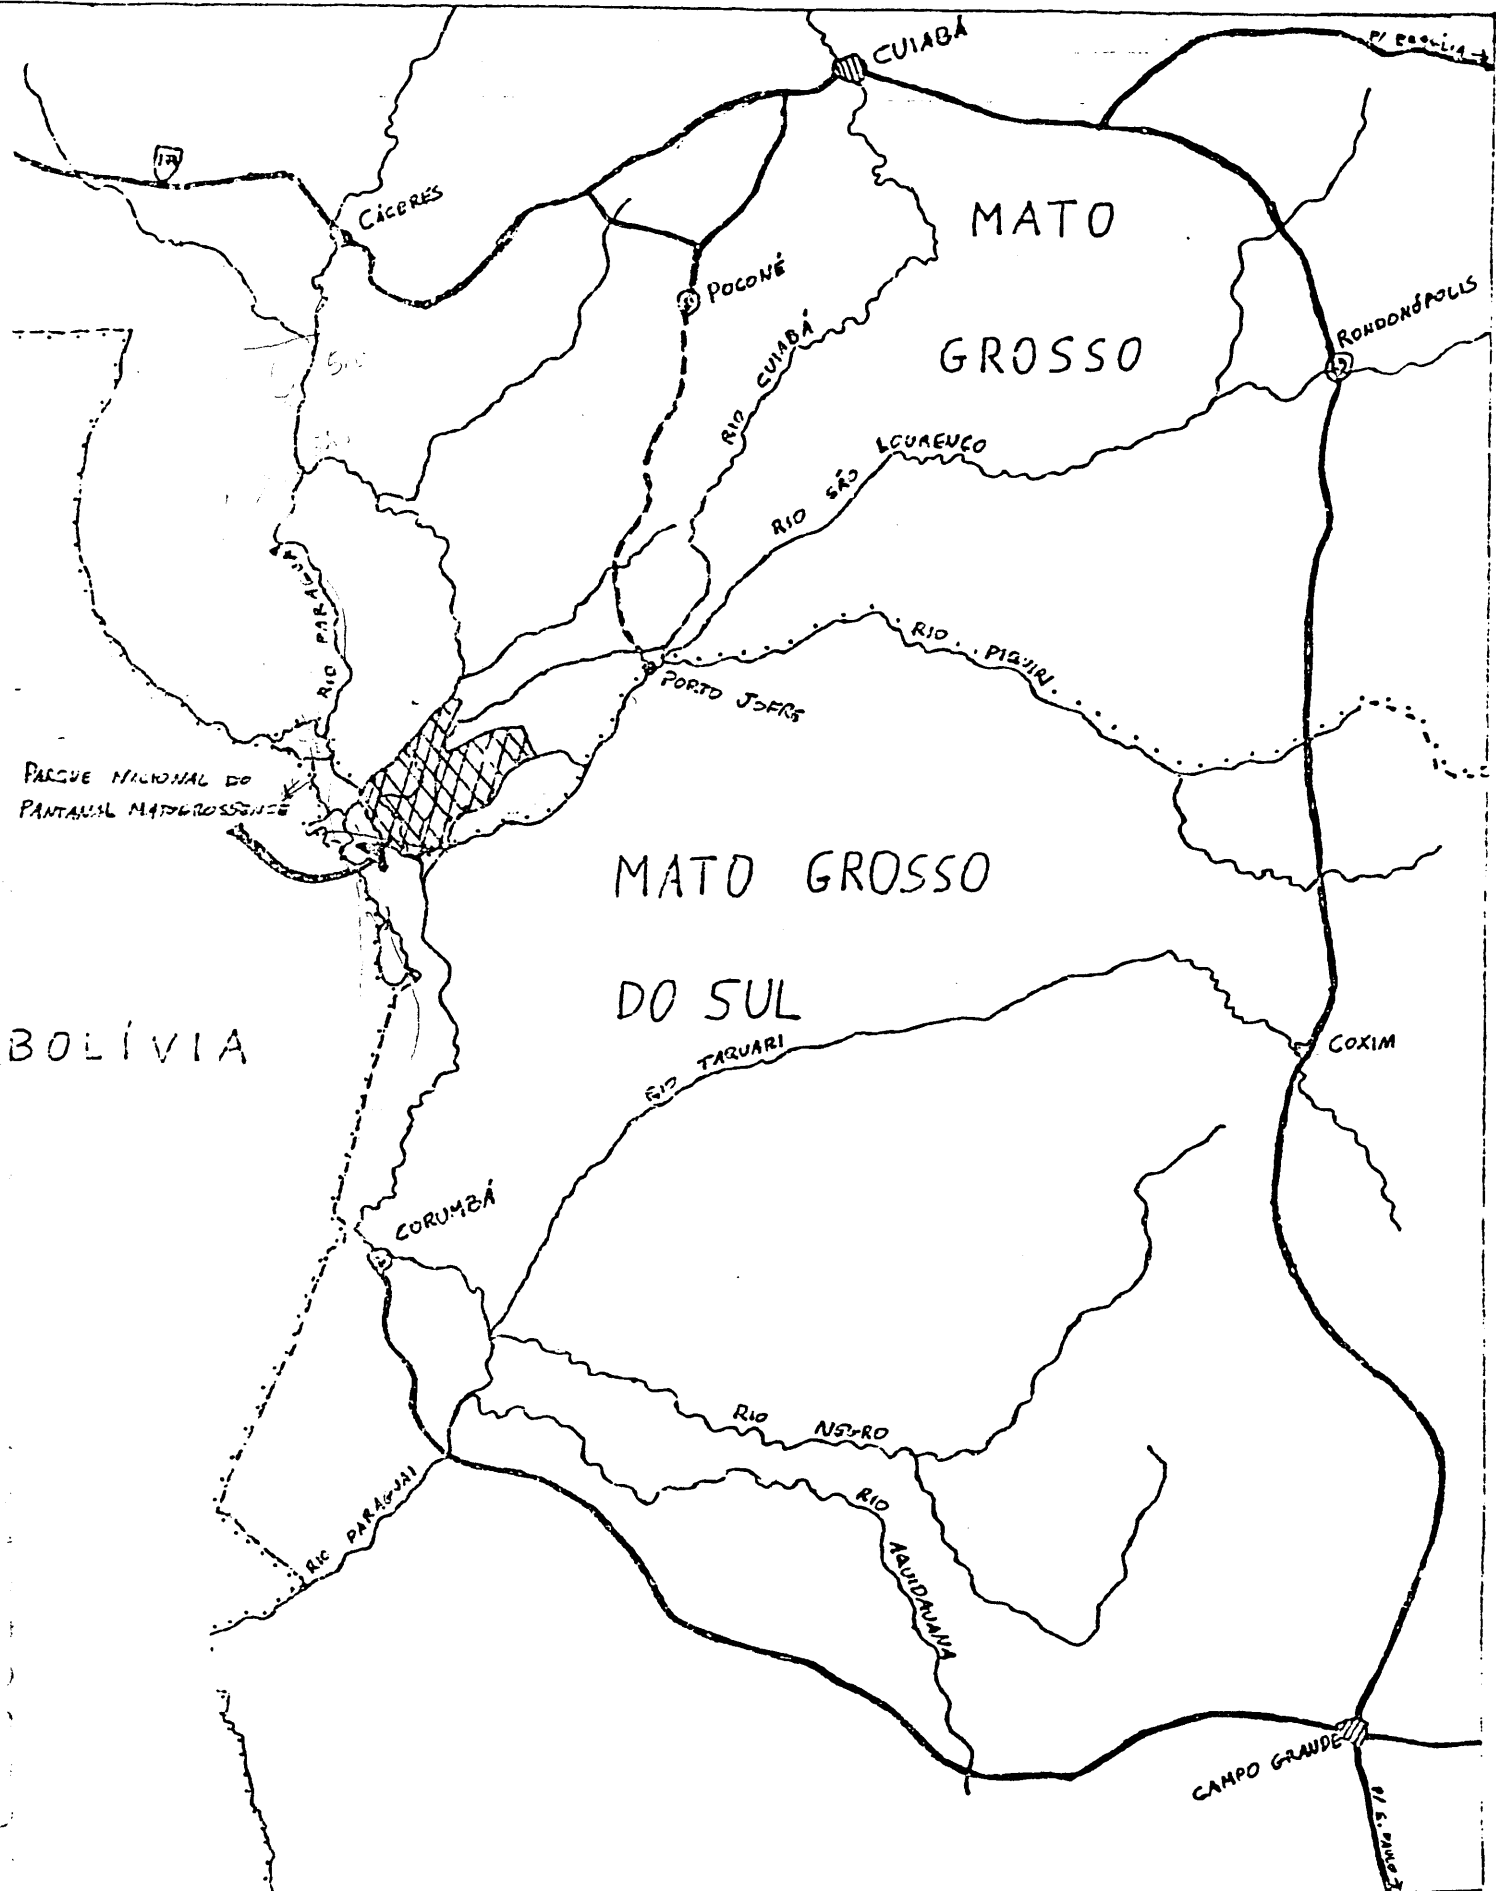 CUIABÁ
P/ BRASÍLIA
CÁCERES
MATO
GROSSO
POCONÉ
RONDONÓPOLIS
RIO CUIABÁ
RIO SÃO LOURENÇO
RIO PARAG
RIO PIQUIRI
PORTO JOFRE
PARQUE NACIONAL DO
PANTANAL MATOGROSSENSE
MATO GROSSO
DO SUL
BOLÍVIA
RIO TAQUARI
COXIM
CORUMBÁ
RIO NEGRO
RIO PARAGUAI
RIO AQUIDAUANA
CAMPO GRANDE
P/ S. PAULO